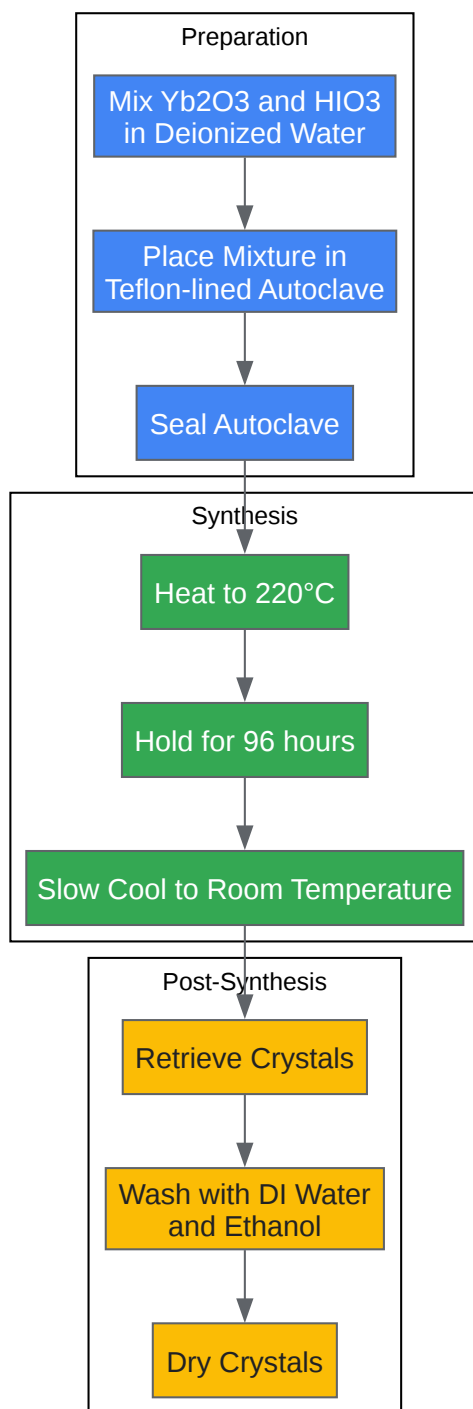 Preparation
Mix Yb2O3 and HIO3
in Deionized Water
Place Mixture in
Teflon-lined Autoclave
Seal Autoclave
Synthesis
Heat to 220°C
Hold for 96 hours
Slow Cool to Room Temperature
Post-Synthesis
Retrieve Crystals
Wash with DI Water
and Ethanol
Dry Crystals